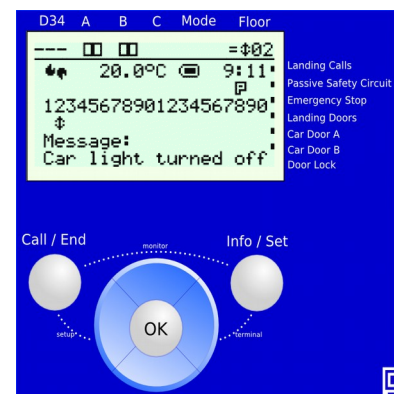 D34 A B C Mode Floor
--- =⇕02
20.0°C 9:11
P
12345678901234567890
⇕
Message:
Car light turned off
Landing Calls
Passive Safety Circuit
Emergency Stop
Landing Doors
Car Door A
Car Door B
Door Lock
Call / End
monitor
Info / Set
OK
setup
terminal